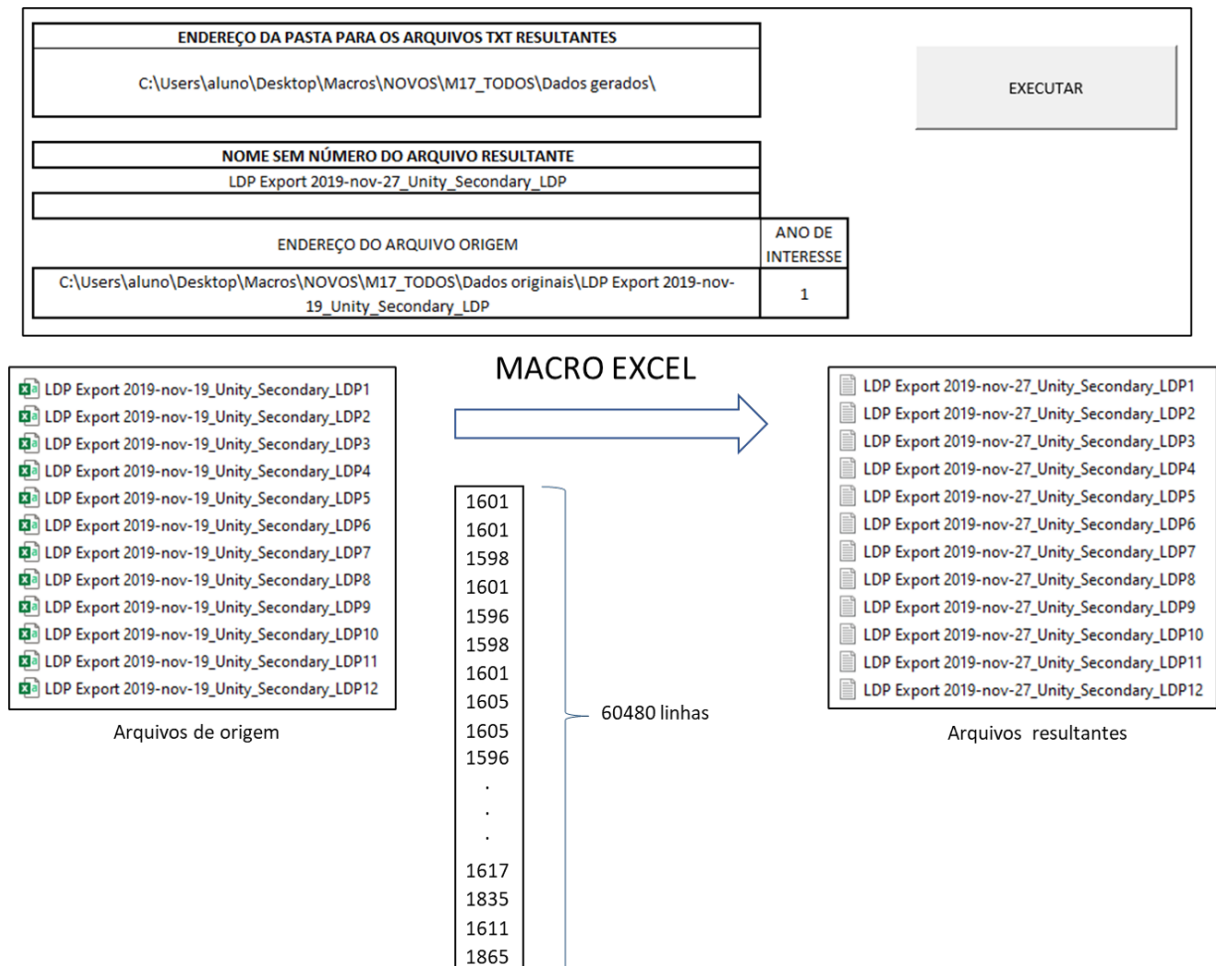 ENDEREÇO DA PASTA PARA OS ARQUIVOS TXT RESULTANTES
C:\Users\aluno\Desktop\Macros\NOVOS\M17_TODOS\Dados gerados\
EXECUTAR
NOME SEM NÚMERO DO ARQUIVO RESULTANTE
LDP Export 2019-nov-27_Unity_Secondary_LDP
ENDEREÇO DO ARQUIVO ORIGEM
ANO DE
INTERESSE
C:\Users\aluno\Desktop\Macros\NOVOS\M17_TODOS\Dados originais\LDP Export 2019-nov-
19_Unity_Secondary_LDP
1
MACRO EXCEL
LDP Export 2019-nov-19_Unity_Secondary_LDP1
LDP Export 2019-nov-19_Unity_Secondary_LDP2
LDP Export 2019-nov-19_Unity_Secondary_LDP3
LDP Export 2019-nov-19_Unity_Secondary_LDP4
LDP Export 2019-nov-19_Unity_Secondary_LDP5
LDP Export 2019-nov-19_Unity_Secondary_LDP6
LDP Export 2019-nov-19_Unity_Secondary_LDP7
LDP Export 2019-nov-19_Unity_Secondary_LDP8
LDP Export 2019-nov-19_Unity_Secondary_LDP9
LDP Export 2019-nov-19_Unity_Secondary_LDP10
LDP Export 2019-nov-19_Unity_Secondary_LDP11
LDP Export 2019-nov-19_Unity_Secondary_LDP12
Arquivos de origem
1601
1601
1598
1601
1596
1598
1601
1605
1605
1596
.
.
.
1617
1835
1611
1865
60480 linhas
LDP Export 2019-nov-27_Unity_Secondary_LDP1
LDP Export 2019-nov-27_Unity_Secondary_LDP2
LDP Export 2019-nov-27_Unity_Secondary_LDP3
LDP Export 2019-nov-27_Unity_Secondary_LDP4
LDP Export 2019-nov-27_Unity_Secondary_LDP5
LDP Export 2019-nov-27_Unity_Secondary_LDP6
LDP Export 2019-nov-27_Unity_Secondary_LDP7
LDP Export 2019-nov-27_Unity_Secondary_LDP8
LDP Export 2019-nov-27_Unity_Secondary_LDP9
LDP Export 2019-nov-27_Unity_Secondary_LDP10
LDP Export 2019-nov-27_Unity_Secondary_LDP11
LDP Export 2019-nov-27_Unity_Secondary_LDP12
Arquivos resultantes